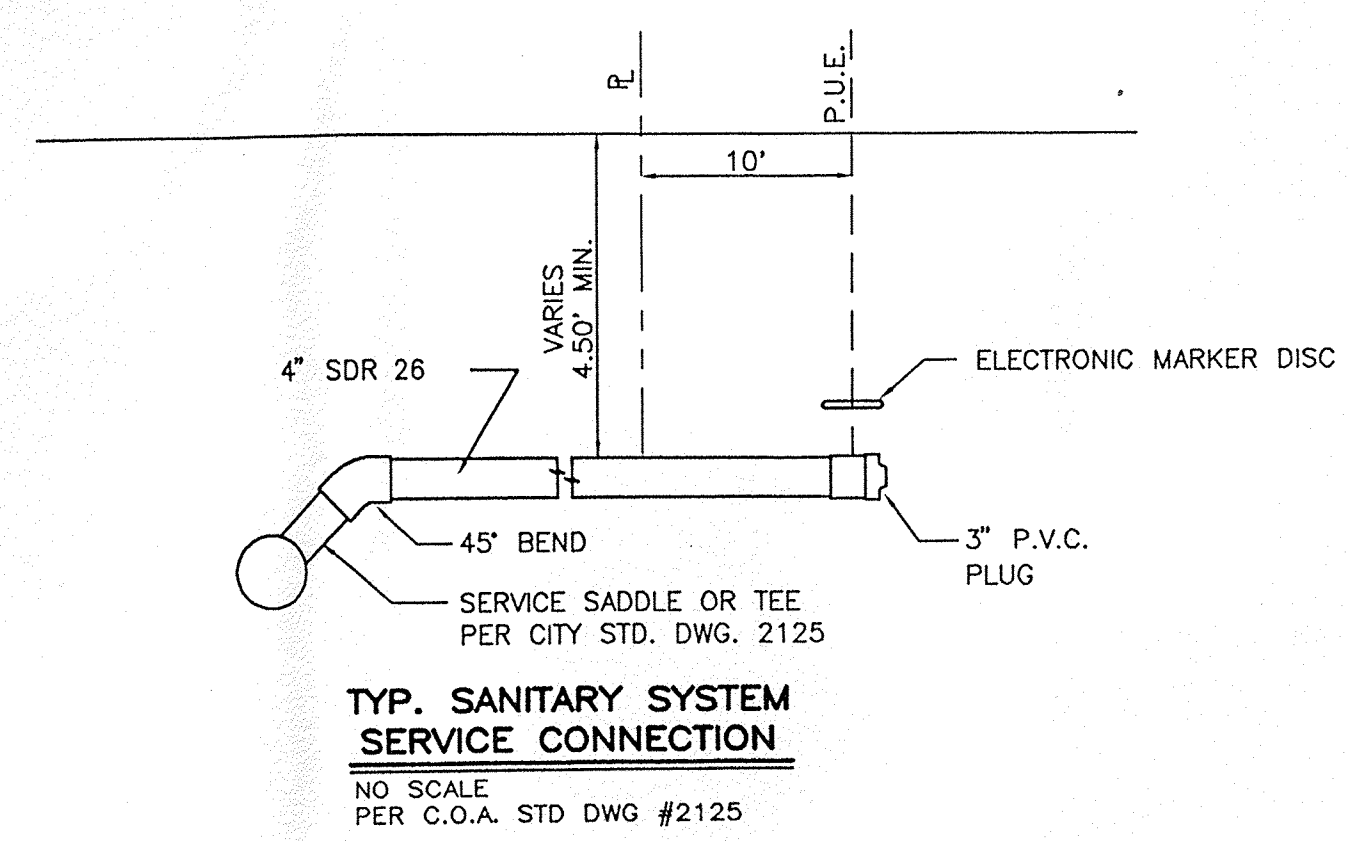 ℄
P.U.E.
10'
VARIES
4.50' MIN.
4" SDR 26
ELECTRONIC MARKER DISC
45° BEND
3" P.V.C.
PLUG
SERVICE SADDLE OR TEE
PER CITY STD. DWG. 2125
TYP. SANITARY SYSTEM
SERVICE CONNECTION
NO SCALE
PER C.O.A. STD DWG #2125